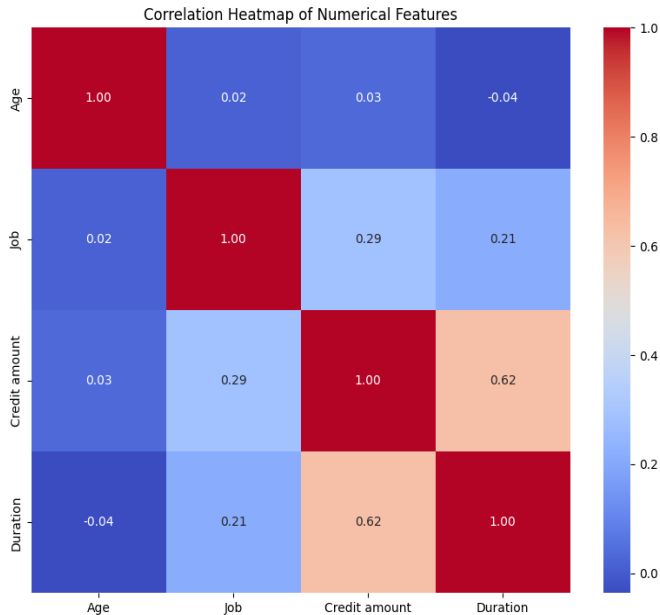 Correlation Heatmap of Numerical Features
Age 1.00 0.02 0.03 -0.04
Job 0.02 1.00 0.29 0.21
Credit amount 0.03 0.29 1.00 0.62
Duration -0.04 0.21 0.62 1.00
Age Job Credit amount Duration
1.0
0.8
0.6
0.4
0.2
0.0